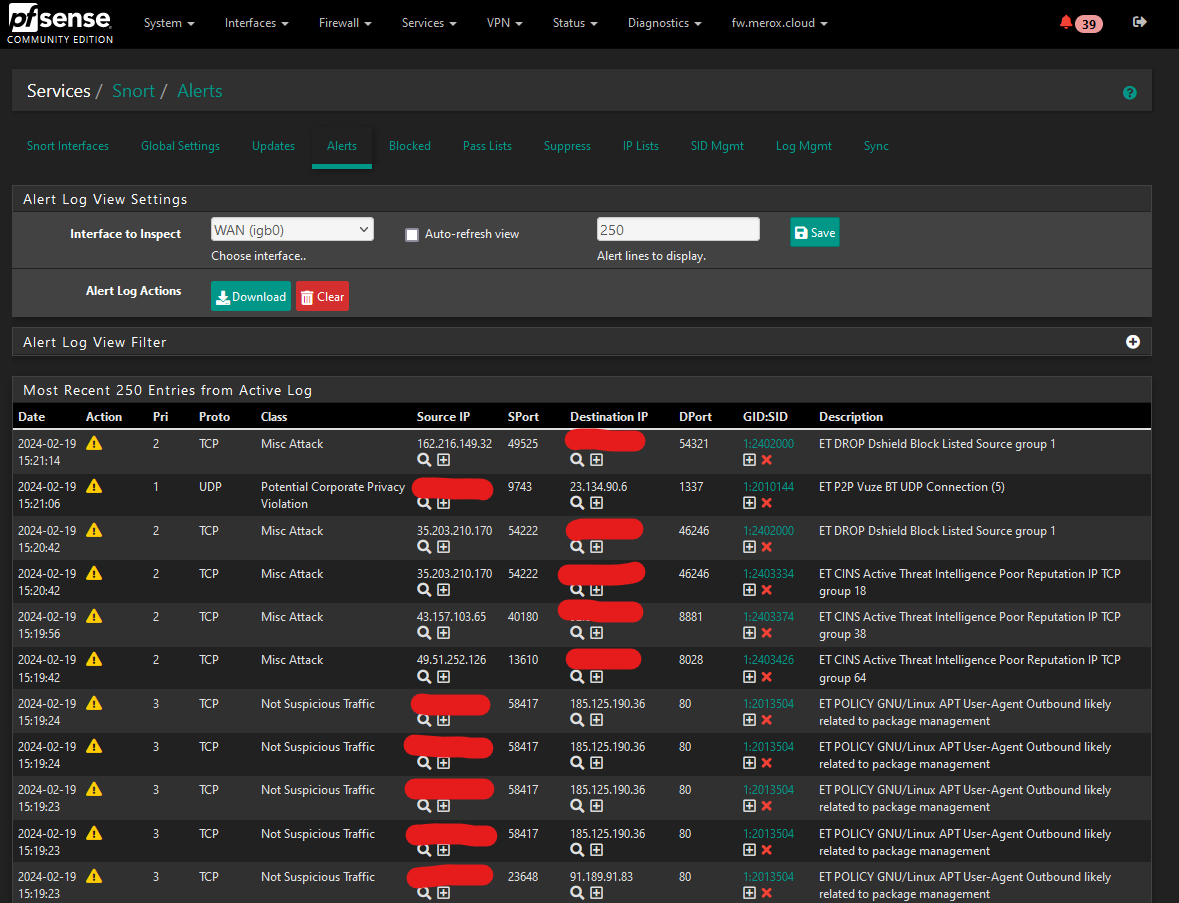 pfsense
COMMUNITY EDITION
System Interfaces Firewall Services VPN Status Diagnostics fw.merox.cloud 39
Services / Snort / Alerts
Snort Interfaces Global Settings Updates Alerts Blocked Pass Lists Suppress IP Lists SID Mgmt Log Mgmt Sync
Alert Log View Settings
Interface to Inspect WAN (igb0) Auto-refresh view 250 Save
Choose interface.. Alert lines to display.
Alert Log Actions Download Clear
Alert Log View Filter
Most Recent 250 Entries from Active Log
Date Action Pri Proto Class Source IP SPort Destination IP DPort GID:SID Description
2024-02-19 2 TCP Misc Attack 162.216.149.32 49525 54321 1:2402000 ET DROP Dshield Block Listed Source group 1
15:21:14
2024-02-19 1 UDP Potential Corporate Privacy 9743 23.134.90.6 1337 1:2010144 ET P2P Vuze BT UDP Connection (5)
15:21:06 Violation
2024-02-19 2 TCP Misc Attack 35.203.210.170 54222 46246 1:2402000 ET DROP Dshield Block Listed Source group 1
15:20:42
2024-02-19 2 TCP Misc Attack 35.203.210.170 54222 46246 1:2403334 ET CINS Active Threat Intelligence Poor Reputation IP TCP
15:20:42 group 18
2024-02-19 2 TCP Misc Attack 43.157.103.65 40180 8881 1:2403374 ET CINS Active Threat Intelligence Poor Reputation IP TCP
15:19:56 group 38
2024-02-19 2 TCP Misc Attack 49.51.252.126 13610 8028 1:2403426 ET CINS Active Threat Intelligence Poor Reputation IP TCP
15:19:42 group 64
2024-02-19 3 TCP Not Suspicious Traffic 58417 185.125.190.36 80 1:2013504 ET POLICY GNU/Linux APT User-Agent Outbound likely
15:19:24 related to package management
2024-02-19 3 TCP Not Suspicious Traffic 58417 185.125.190.36 80 1:2013504 ET POLICY GNU/Linux APT User-Agent Outbound likely
15:19:24 related to package management
2024-02-19 3 TCP Not Suspicious Traffic 58417 185.125.190.36 80 1:2013504 ET POLICY GNU/Linux APT User-Agent Outbound likely
15:19:23 related to package management
2024-02-19 3 TCP Not Suspicious Traffic 58417 185.125.190.36 80 1:2013504 ET POLICY GNU/Linux APT User-Agent Outbound likely
15:19:23 related to package management
2024-02-19 3 TCP Not Suspicious Traffic 23648 91.189.91.83 80 1:2013504 ET POLICY GNU/Linux APT User-Agent Outbound likely
15:19:23 related to package management